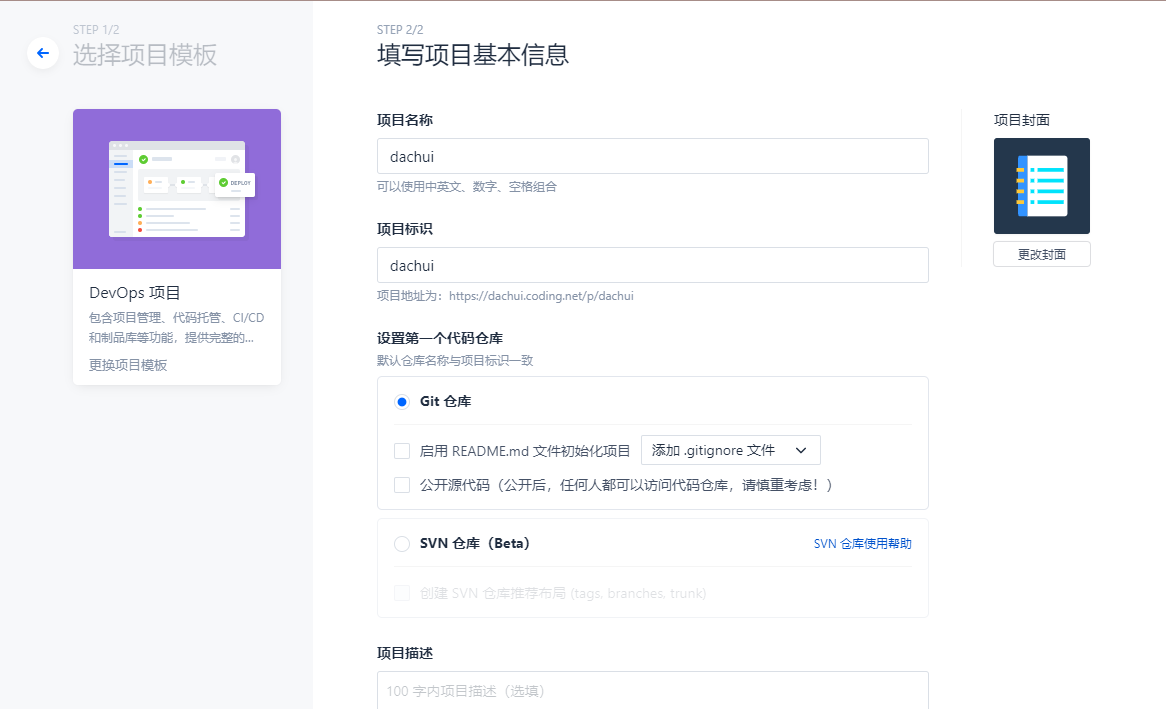 STEP 1/2
选择项目模板
DEPLOY
DevOps 项目
包含项目管理、代码托管、CI/CD
和制品库等功能，提供完整的...
更换项目模板
STEP 2/2
填写项目基本信息
项目名称
dachui
可以使用中英文、数字、空格组合
项目标识
dachui
项目地址为：https://dachui.coding.net/p/dachui
设置第一个代码仓库
默认仓库名称与项目标识一致
Git 仓库
启用 README.md 文件初始化项目 添加 .gitignore 文件
公开源代码（公开后，任何人都可以访问代码仓库，请慎重考虑！）
SVN 仓库（Beta） SVN 仓库使用帮助
创建 SVN 仓库推荐布局 (tags, branches, trunk)
项目描述
100 字内项目描述（选填）
项目封面
更改封面